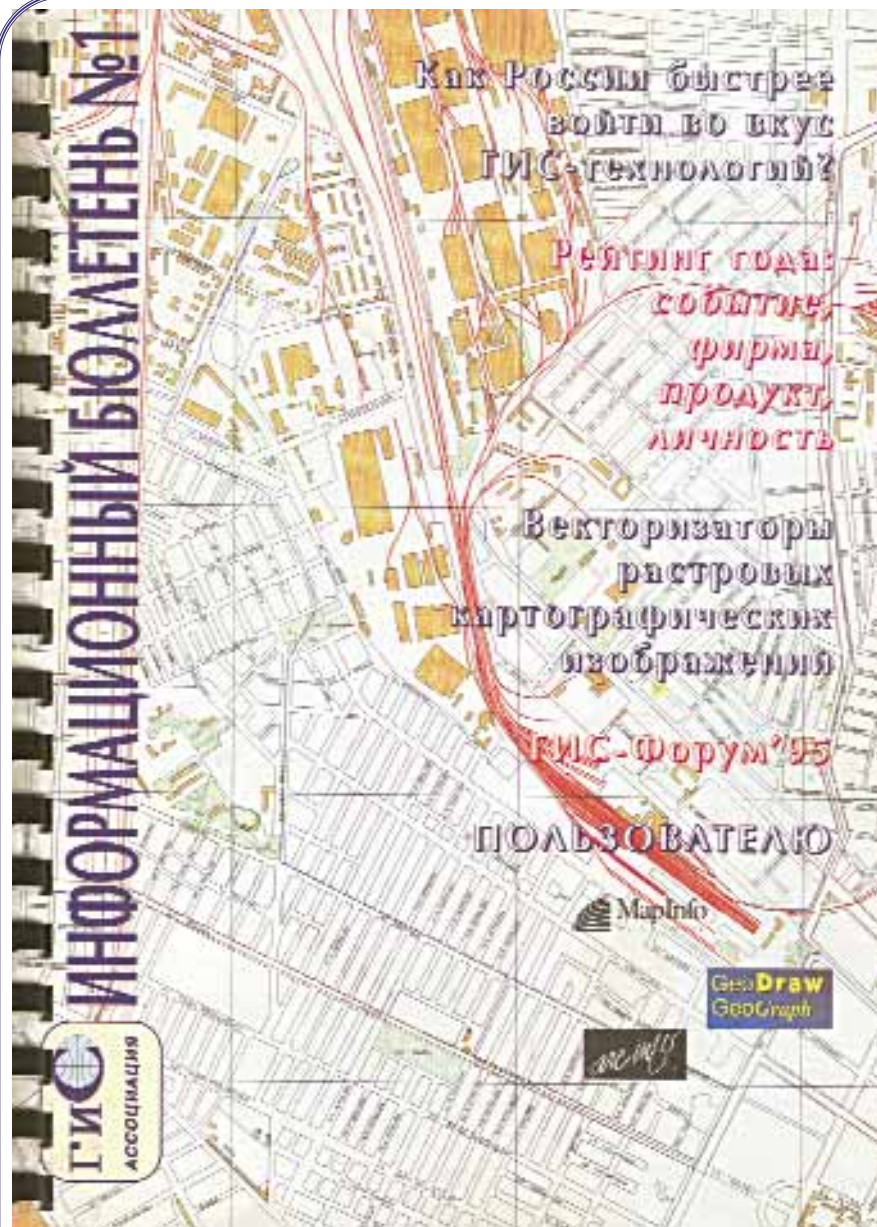 ИНФОРМАЦИОННЫЙ БЮЛЛЕТЕНЬ №1
Как России быстрее
войти во вкус
ГИС-технологий?
Рейтинг года:
событие,
фирма,
продукт,
личность
Векторизаторы
растровых
картографических
изображений
ГИС-Форум'95
ПОЛЬЗОВАТЕЛЮ
MapInfo
GeoDraw
GeoGraph
ГИС
АССОЦИАЦИЯ